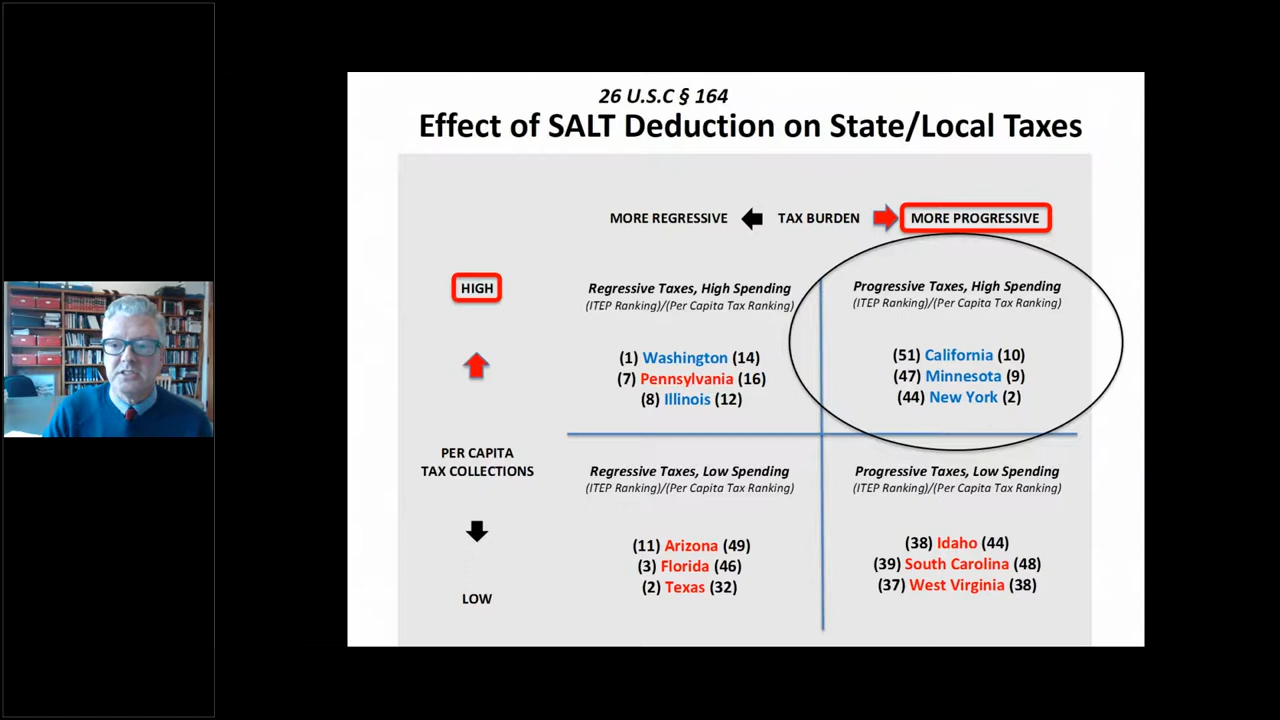 26 U.S.C § 164
Effect of SALT Deduction on State/Local Taxes
MORE REGRESSIVE TAX BURDEN MORE PROGRESSIVE
HIGH
Regressive Taxes, High Spending
(ITEP Ranking)/(Per Capita Tax Ranking)
(1) Washington (14)
(7) Pennsylvania (16)
(8) Illinois (12)
Progressive Taxes, High Spending
(ITEP Ranking)/(Per Capita Tax Ranking)
(51) California (10)
(47) Minnesota (9)
(44) New York (2)
PER CAPITA
TAX COLLECTIONS
LOW
Regressive Taxes, Low Spending
(ITEP Ranking)/(Per Capita Tax Ranking)
(11) Arizona (49)
(3) Florida (46)
(2) Texas (32)
Progressive Taxes, Low Spending
(ITEP Ranking)/(Per Capita Tax Ranking)
(38) Idaho (44)
(39) South Carolina (48)
(37) West Virginia (38)